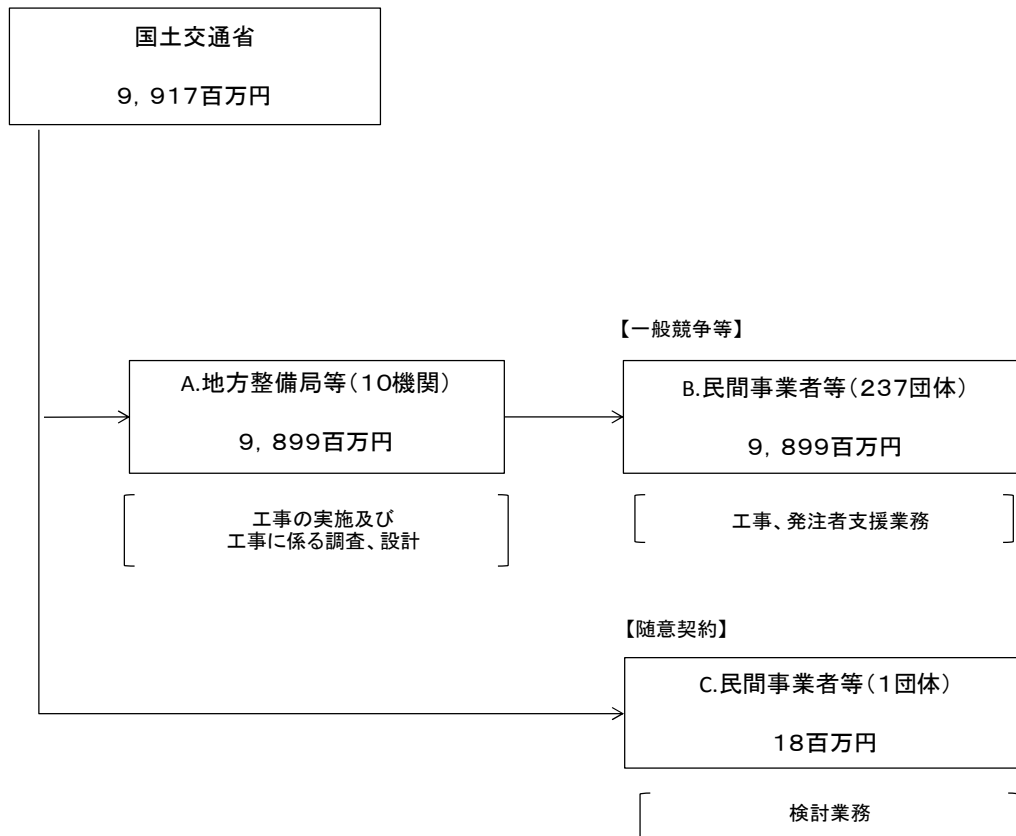 国土交通省
9，917百万円
【一般競争等】
A.地方整備局等（10機関）
9，899百万円
B.民間事業者等（237団体）
9，899百万円
工事の実施及び
工事に係る調査、設計
工事、発注者支援業務
【随意契約】
C.民間事業者等（1団体）
18百万円
検討業務